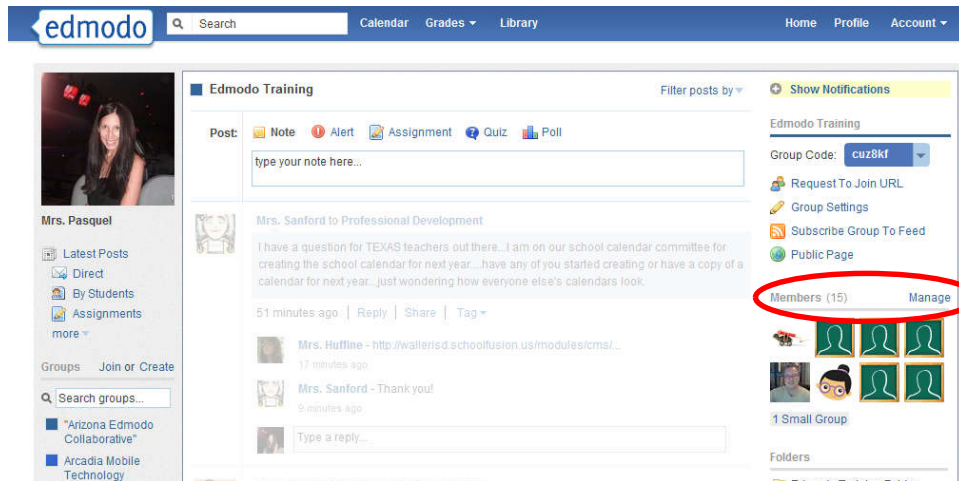 edmodo
Search
Calendar Grades Library
Home Profile Account
Mrs. Pasquel
Latest Posts
Direct
By Students
Assignments
more
Groups Join or Create
Search groups...
"Arizona Edmodo
Collaborative"
Arcadia Mobile
Technology
Edmodo Training Filter posts by
Post: Note Alert Assignment Quiz Poll
type your note here...
Mrs. Sanford to Professional Development
I have a question for TEXAS teachers out there...I am on our school calendar committee for
creating the school calendar for next year....have any of you started creating or have a copy of a
calendar for next year...just wondering how everyone else's calendars look.
51 minutes ago | Reply | Share | Tag
Mrs. Huffine - http://wallerisd.schoolfusion.us/modules/cms/...
17 minutes ago
Mrs. Sanford - Thank you!
9 minutes ago
Type a reply...
Show Notifications
Edmodo Training
Group Code: cuz8kf
Request To Join URL
Group Settings
Subscribe Group To Feed
Public Page
Members (15) Manage
1 Small Group
Folders